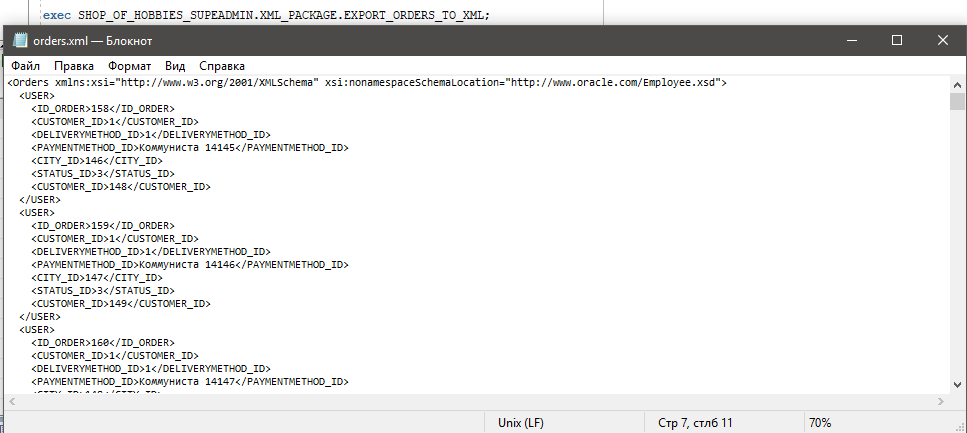 exec SHOP_OF_HOBBIES_SUPEADMIN.XML_PACKAGE.EXPORT_ORDERS_TO_XML;
orders.xml — Блокнот
Файл Правка Формат Вид Справка
<Orders xmlns:xsi="http://www.w3.org/2001/XMLSchema" xsi:nonamespaceSchemaLocation="http://www.oracle.com/Employee.xsd">
<USER>
<ID_ORDER>158</ID_ORDER>
<CUSTOMER_ID>1</CUSTOMER_ID>
<DELIVERYMETHOD_ID>1</DELIVERYMETHOD_ID>
<PAYMENTMETHOD_ID>Коммуниста 14145</PAYMENTMETHOD_ID>
<CITY_ID>146</CITY_ID>
<STATUS_ID>3</STATUS_ID>
<CUSTOMER_ID>148</CUSTOMER_ID>
</USER>
<USER>
<ID_ORDER>159</ID_ORDER>
<CUSTOMER_ID>1</CUSTOMER_ID>
<DELIVERYMETHOD_ID>1</DELIVERYMETHOD_ID>
<PAYMENTMETHOD_ID>Коммуниста 14146</PAYMENTMETHOD_ID>
<CITY_ID>147</CITY_ID>
<STATUS_ID>3</STATUS_ID>
<CUSTOMER_ID>149</CUSTOMER_ID>
</USER>
<USER>
<ID_ORDER>160</ID_ORDER>
<CUSTOMER_ID>1</CUSTOMER_ID>
<DELIVERYMETHOD_ID>1</DELIVERYMETHOD_ID>
<PAYMENTMETHOD_ID>Коммуниста 14147</PAYMENTMETHOD_ID>
Unix (LF) Стр 7, стлб 11 70%